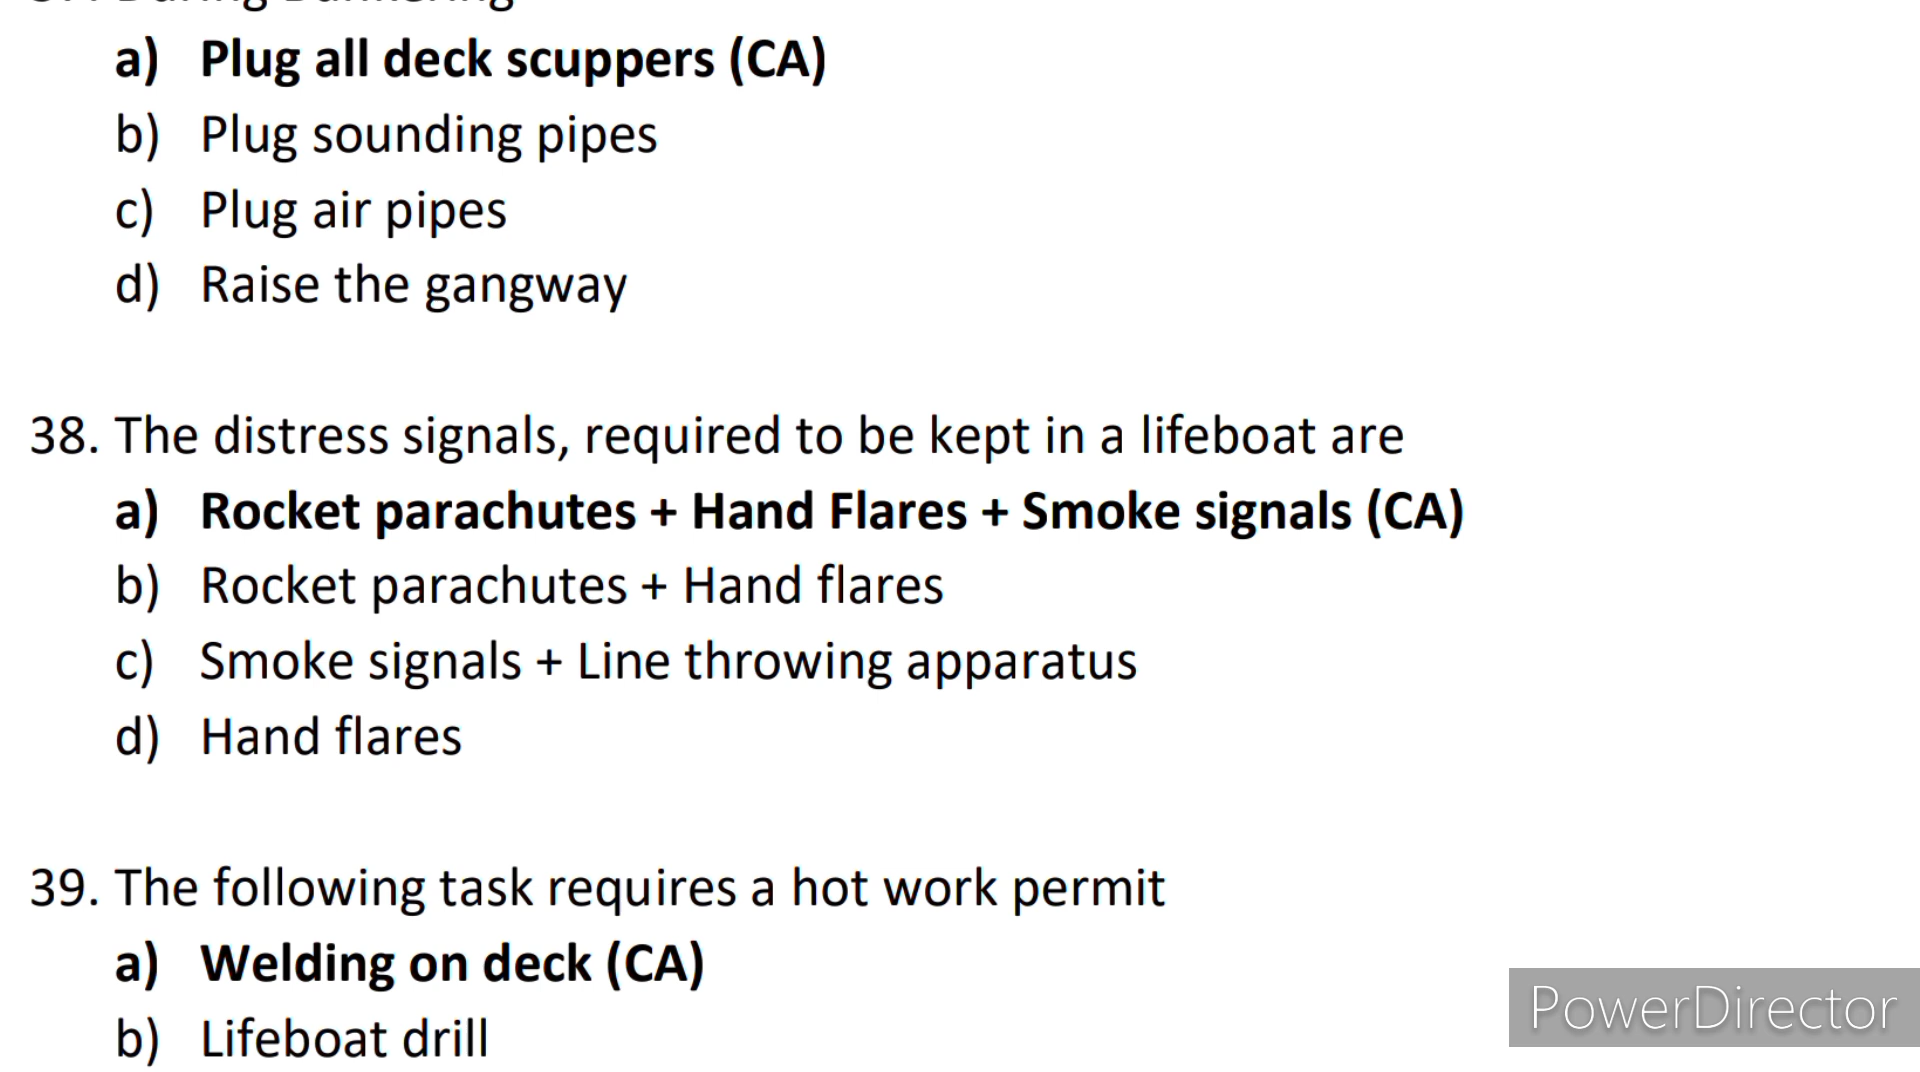 a) Plug all deck scuppers (CA)
b) Plug sounding pipes
c) Plug air pipes
d) Raise the gangway
38. The distress signals, required to be kept in a lifeboat are
a) Rocket parachutes + Hand Flares + Smoke signals (CA)
b) Rocket parachutes + Hand flares
c) Smoke signals + Line throwing apparatus
d) Hand flares
39. The following task requires a hot work permit
a) Welding on deck (CA)
b) Lifeboat drill
PowerDirector